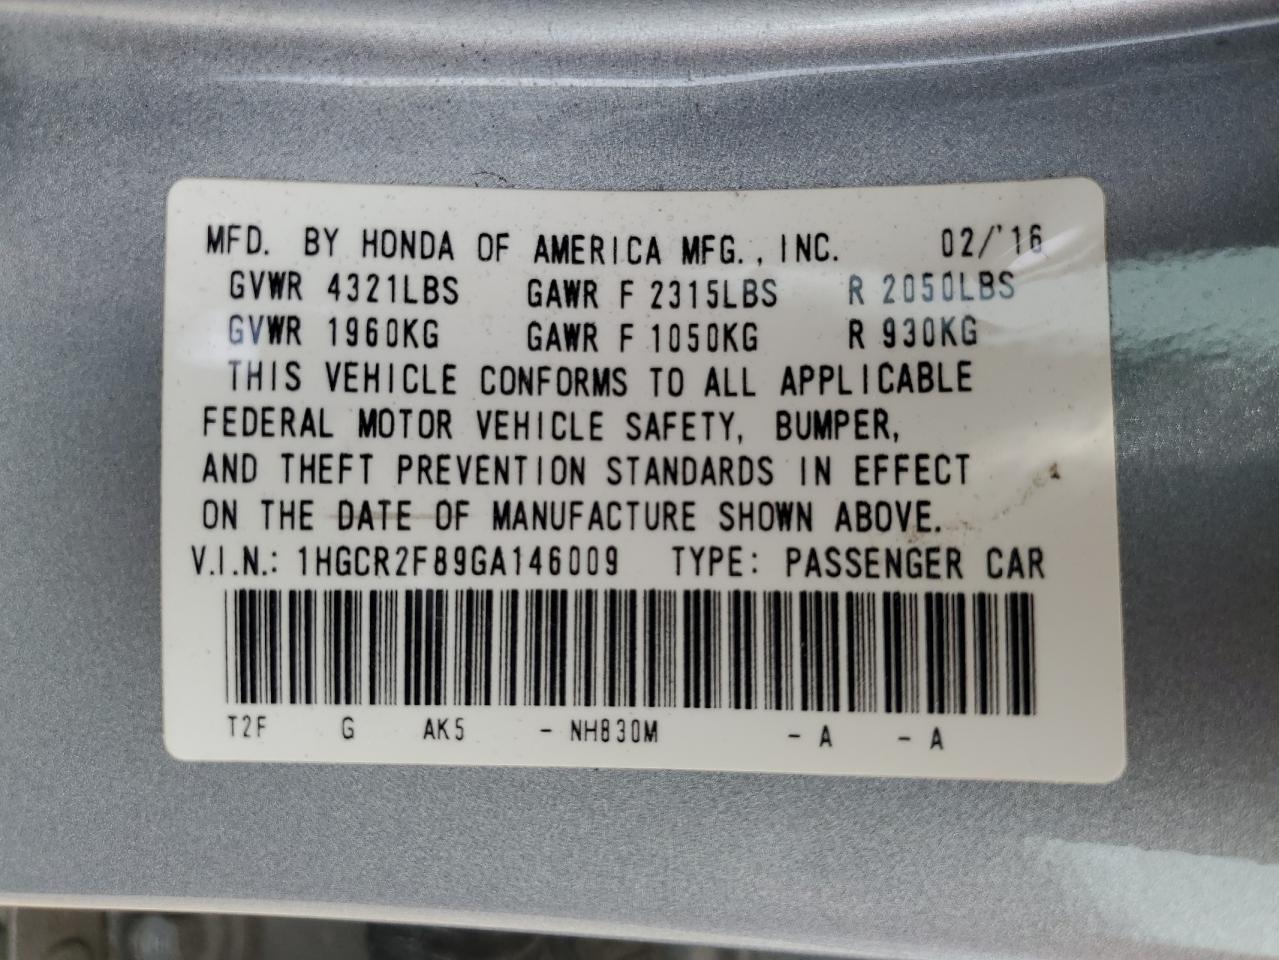 MFD. BY HONDA OF AMERICA MFG., INC. 02/'16
GVWR 4321LBS GAWR F 2315LBS R 2050LBS
GVWR 1960KG GAWR F 1050KG R 930KG
THIS VEHICLE CONFORMS TO ALL APPLICABLE
FEDERAL MOTOR VEHICLE SAFETY, BUMPER,
AND THEFT PREVENTION STANDARDS IN EFFECT
ON THE DATE OF MANUFACTURE SHOWN ABOVE.
V.I.N.: 1HGCR2F89GA146009 TYPE: PASSENGER CAR
T2F G AK5 - NH830M - A - A